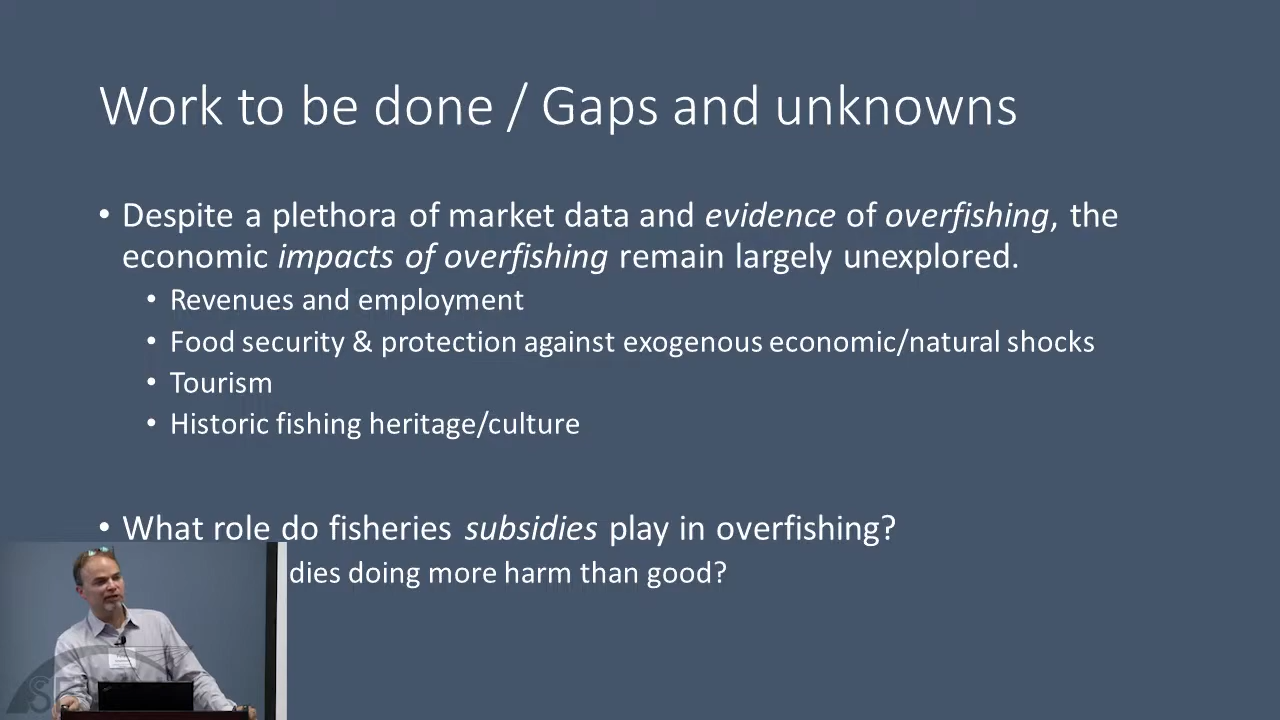 Work to be done / Gaps and unknowns
• Despite a plethora of market data and evidence of overfishing, the
economic impacts of overfishing remain largely unexplored.
• Revenues and employment
• Food security & protection against exogenous economic/natural shocks
• Tourism
• Historic fishing heritage/culture
• What role do fisheries subsidies play in overfishing?
dies doing more harm than good?